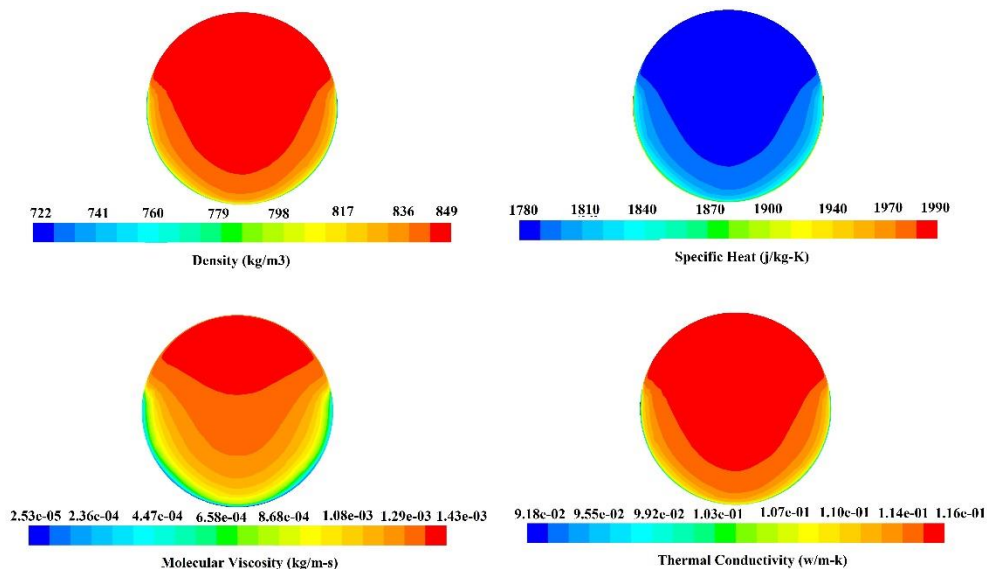 722 741 760 779 798 817 836 849
Density (kg/m3)
1780 1810 1840 1870 1900 1940 1970 1990
Specific Heat (j/kg-K)
2.53e-05 2.36e-04 4.47e-04 6.58e-04 8.68e-04 1.08e-03 1.29e-03 1.43e-03
Molecular Viscosity (kg/m-s)
9.18e-02 9.55e-02 9.92e-02 1.03e-01 1.07e-01 1.10e-01 1.14e-01 1.16e-01
Thermal Conductivity (w/m-k)